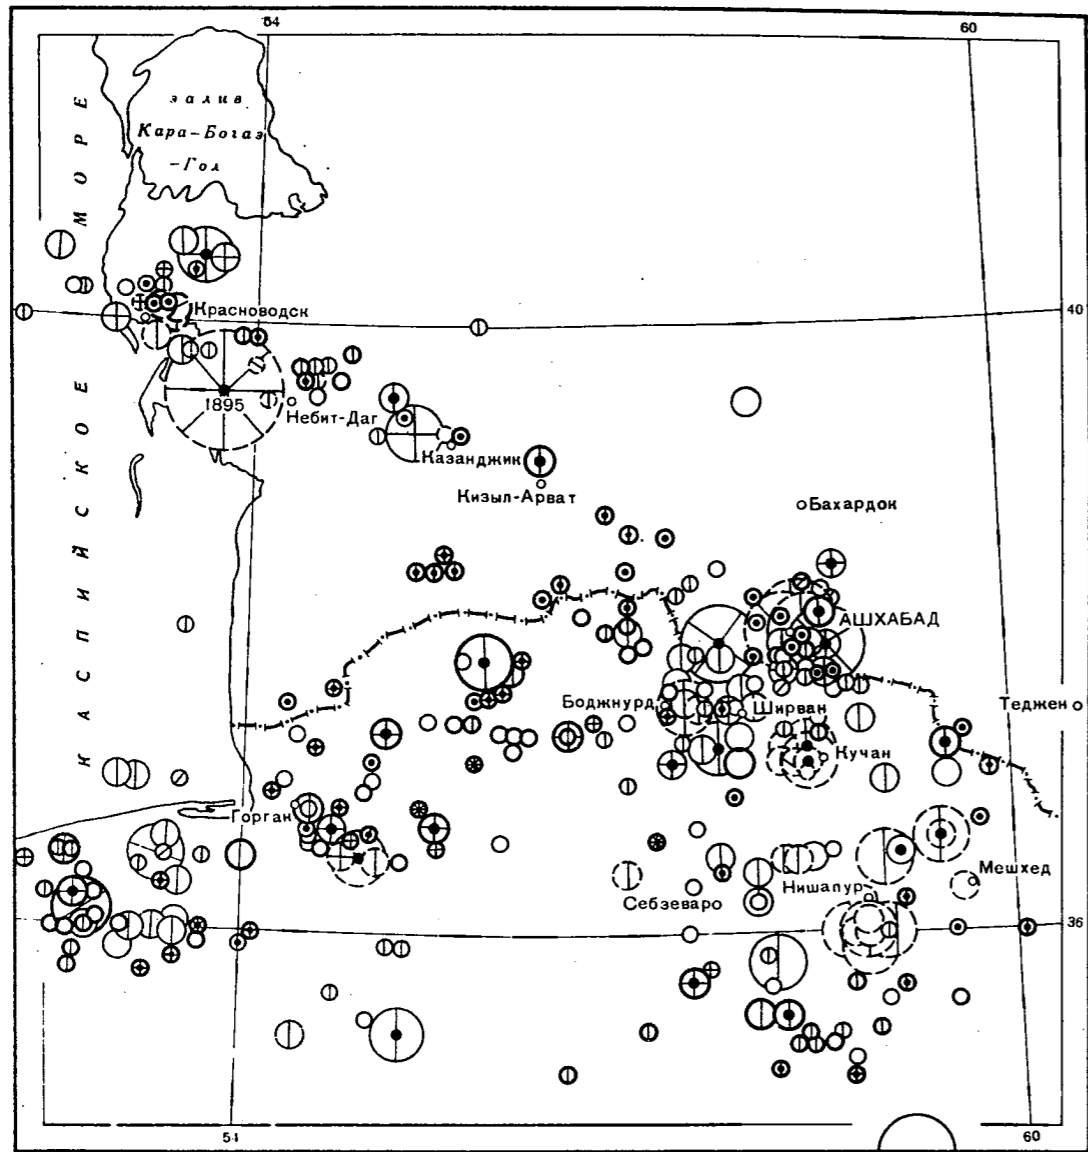 54
60
залив
Кара-Богаз
-Гол
КАСПИЙСКОЕ МОРЕ
Красноводск
40
1895
Небит-Даг
Казанджик
Кизыл-Арват
Бахардок
АШХАБАД
Боджнурд
Ширван
Теджен
Кучан
Горган
Мешхед
Нишапур
Себзеваро
36
54
60